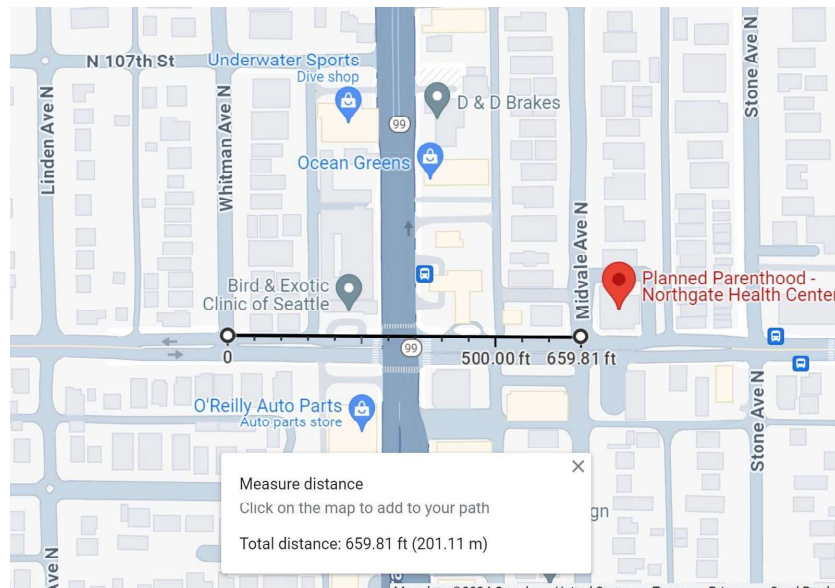 N 107th St
Underwater Sports
Dive shop
Linden Ave N
Whitman Ave N
99
D & D Brakes
Stone Ave N
Ocean Greens
Midvale Ave N
Planned Parenthood -
Northgate Health Center
Bird & Exotic
Clinic of Seattle
0
99
500.00 ft
659.81 ft
O'Reilly Auto Parts
Auto parts store
Stone Ave N
Measure distance
Click on the map to add to your path
Total distance: 659.81 ft (201.11 m)
gn
Ave N